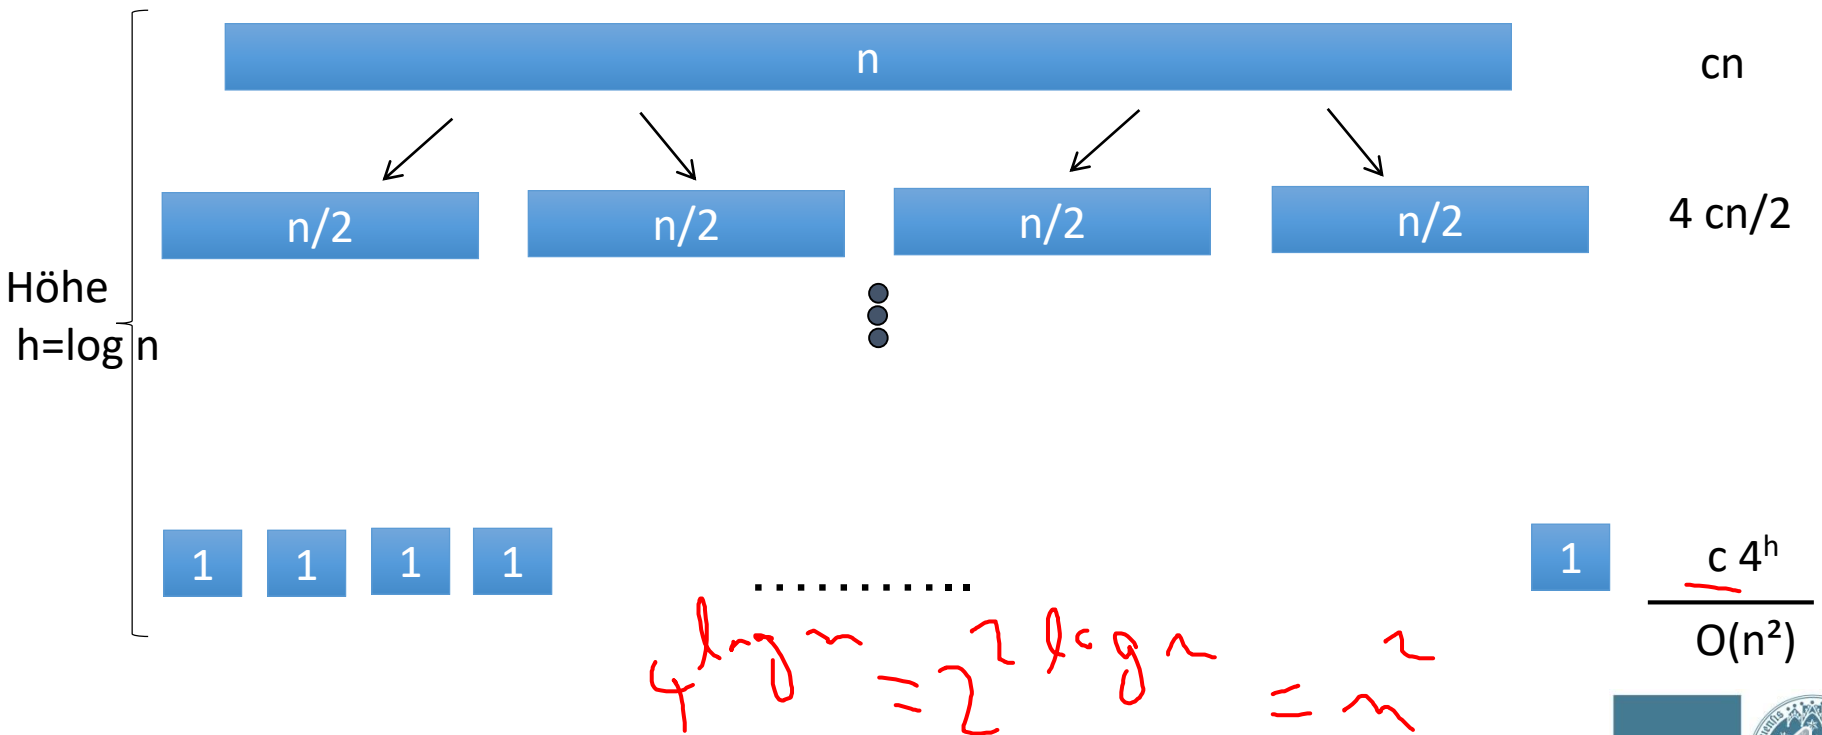 n cn
n/2 n/2 n/2 n/2 4 cn/2
Höhe
h=log n
1 1 1 1 ........... 1 c 4ʰ
O(n²)
4^log n = 2^2 log n = n^2